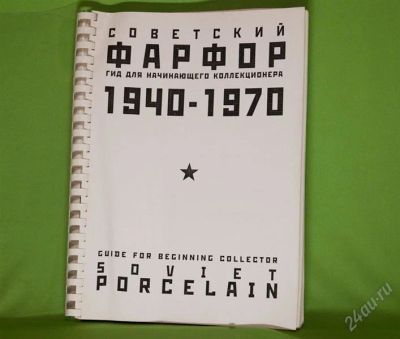 СОВЕТСКИЙ
ФАРФОР
ГИД ДЛЯ НАЧИНАЮЩЕГО КОЛЛЕКЦИОНЕРА
1940-1970
GUIDE FOR BEGINNING COLLECTOR
SOVIET
PORCELAIN
24au.ru